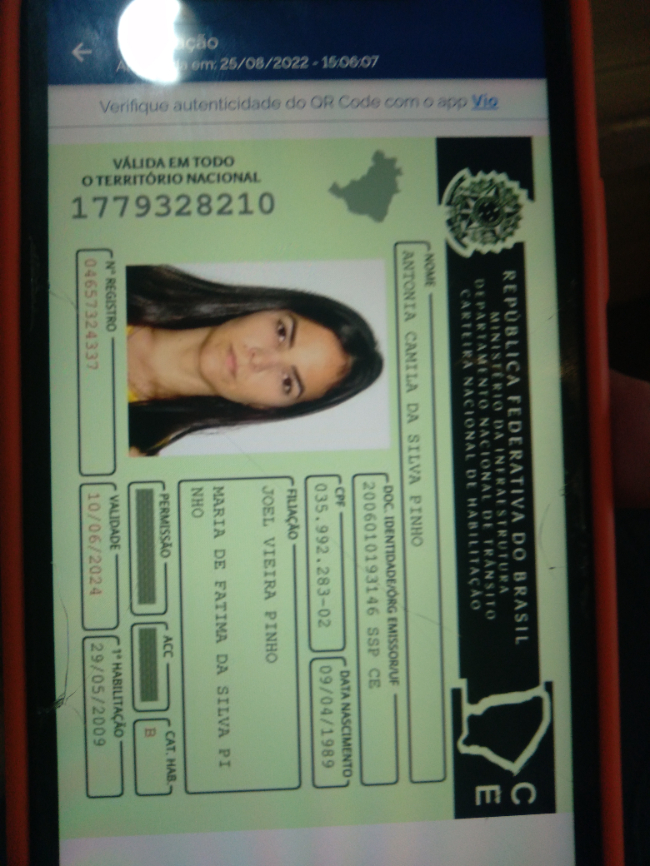 Verifique autenticidade do QR Code com o app Vio
em: 25/08/2022 - 15:06:07
REPÚBLICA FEDERATIVA DO BRASIL
MINISTÉRIO DA INFRAESTRUTURA
DEPARTAMENTO NACIONAL DE TRÂNSITO
CARTEIRA NACIONAL DE HABILITAÇÃO
CE
NOME
ANTONIA CAMILA DA SILVA PINHO
DOC. IDENTIDADE/ÓRG EMISSOR/UF
2006010193146 SSP CE
CPF
035.992.283-02
DATA NASCIMENTO
09/04/1989
FILIAÇÃO
JOEL VIEIRA PINHO
MARIA DE FATIMA DA SILVA PI
NHO
PERMISSÃO
ACC
CAT. HAB.
B
Nº REGISTRO
04657324337
VALIDADE
10/06/2024
1ª HABILITAÇÃO
29/05/2009
VÁLIDA EM TODO
O TERRITÓRIO NACIONAL
1779328210